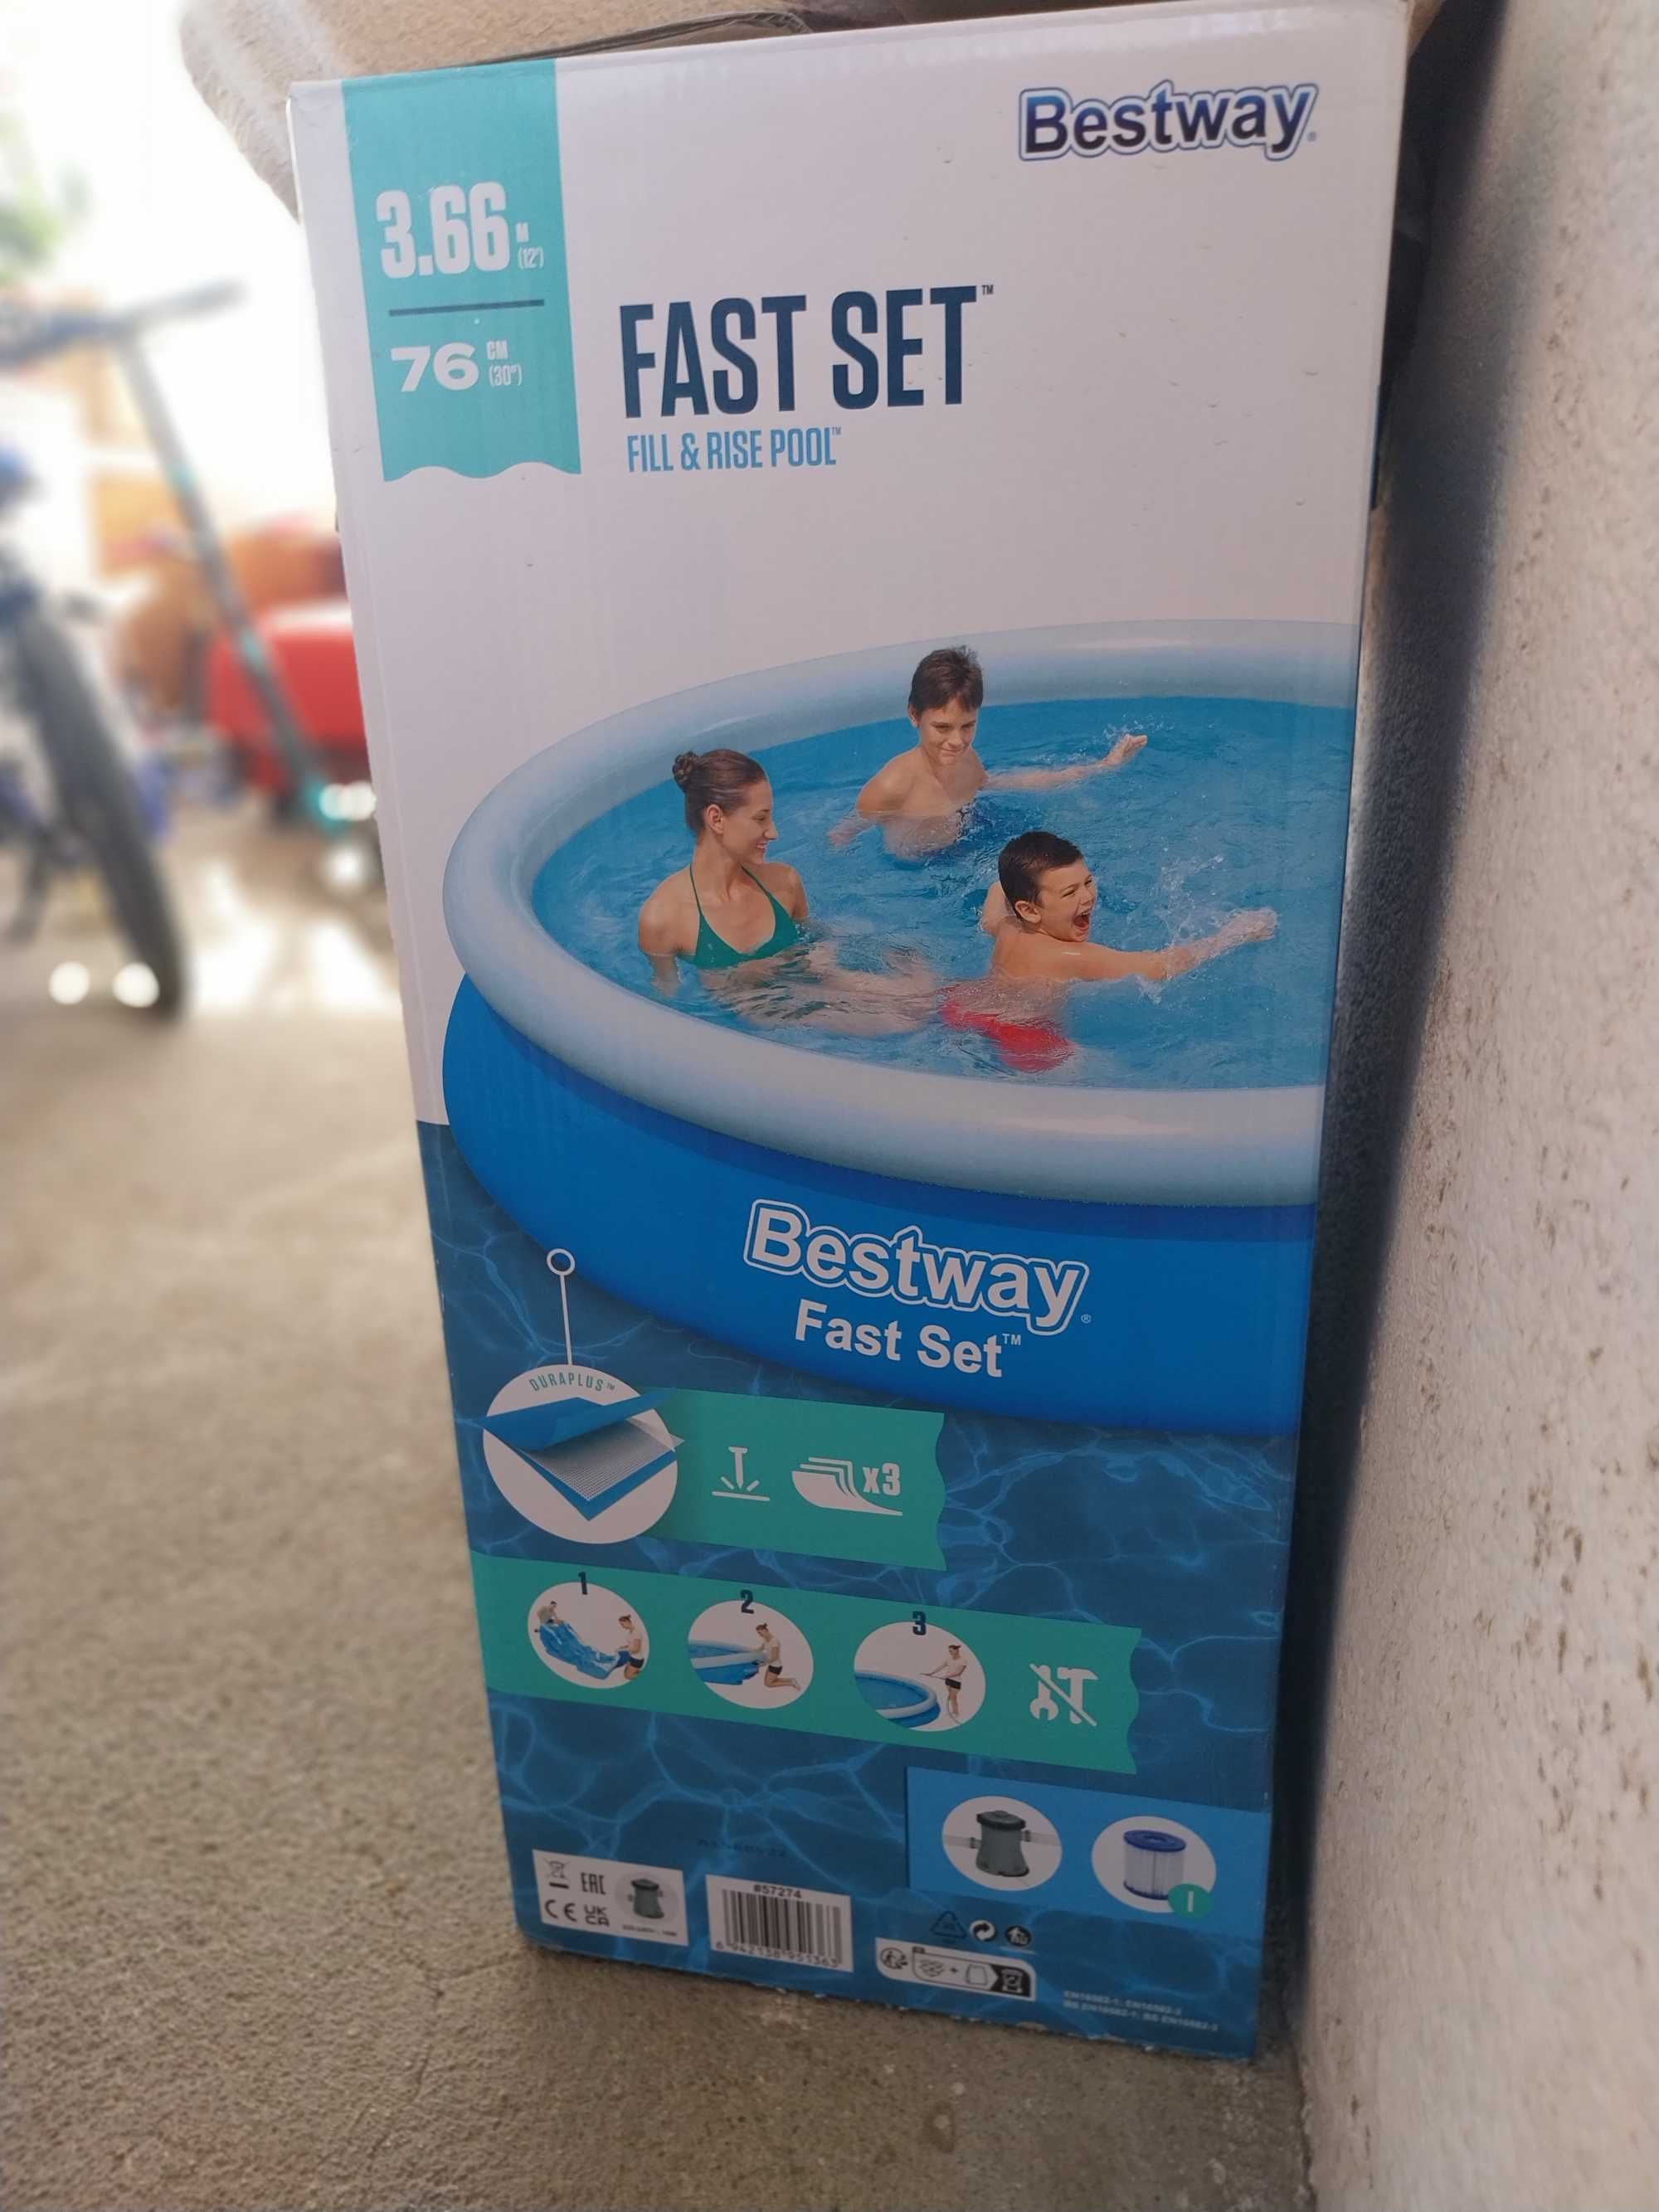 Bestway®
3.66 M
(12')
76 CM
(30")
FAST SET™
FILL & RISE POOL™
Bestway®
Fast Set™
DURAPLUS™
x3
1
2
3
I
EAC
CE UK
CA
#57274